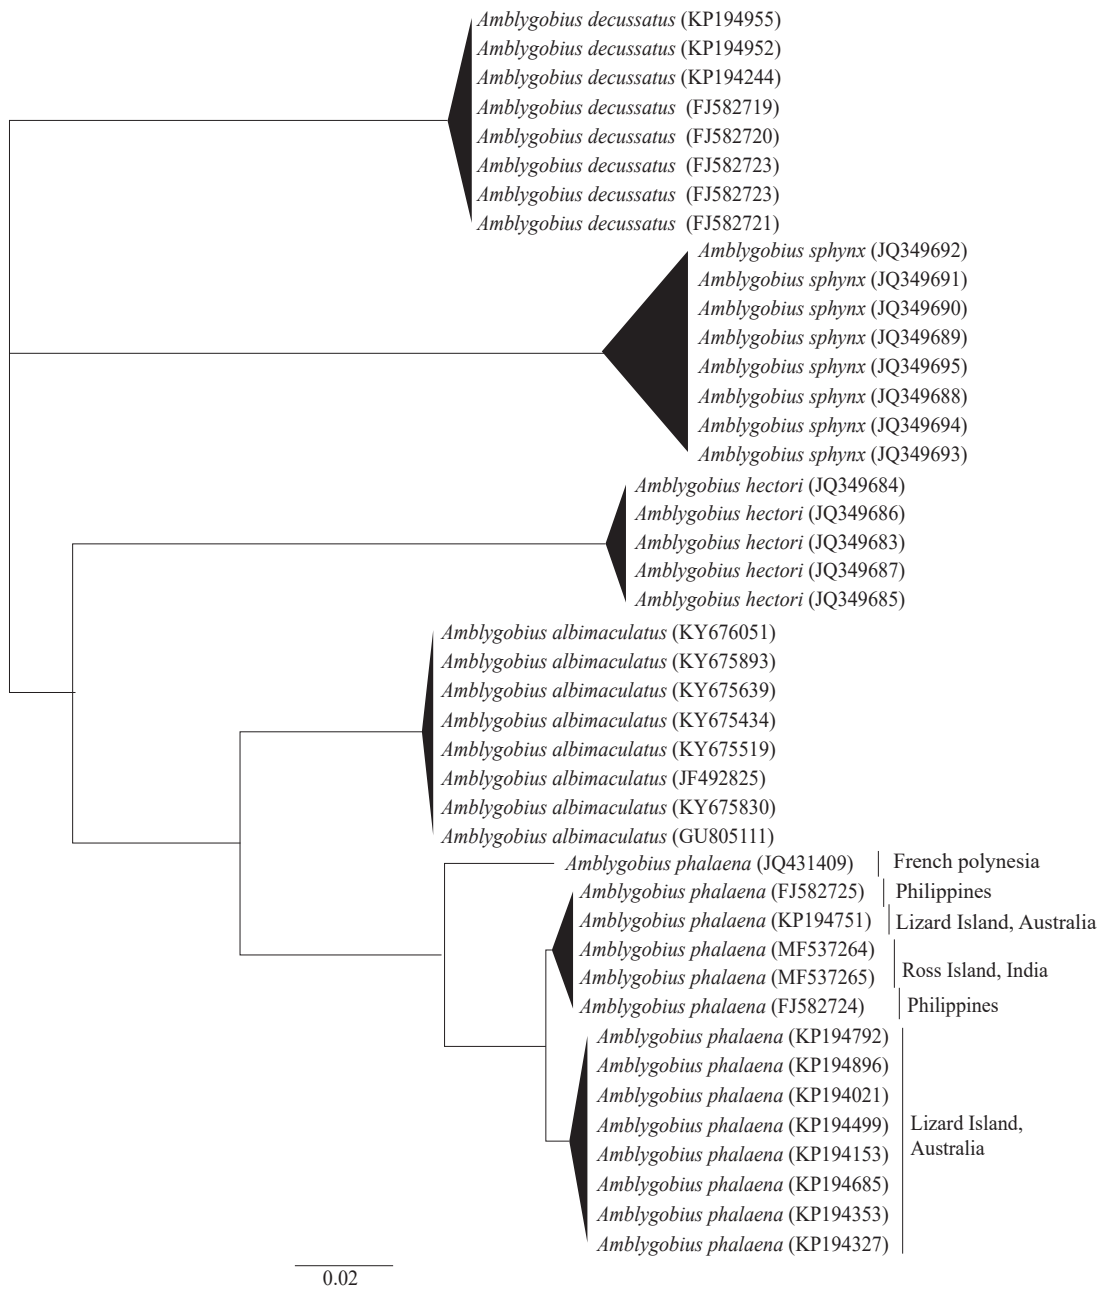 Amblygobius decussatus (KP194955)
Amblygobius decussatus (KP194952)
Amblygobius decussatus (KP194244)
Amblygobius decussatus (FJ582719)
Amblygobius decussatus (FJ582720)
Amblygobius decussatus (FJ582723)
Amblygobius decussatus (FJ582723)
Amblygobius decussatus (FJ582721)
Amblygobius sphynx (JQ349692)
Amblygobius sphynx (JQ349691)
Amblygobius sphynx (JQ349690)
Amblygobius sphynx (JQ349689)
Amblygobius sphynx (JQ349695)
Amblygobius sphynx (JQ349688)
Amblygobius sphynx (JQ349694)
Amblygobius sphynx (JQ349693)
Amblygobius hectori (JQ349684)
Amblygobius hectori (JQ349686)
Amblygobius hectori (JQ349683)
Amblygobius hectori (JQ349687)
Amblygobius hectori (JQ349685)
Amblygobius albimaculatus (KY676051)
Amblygobius albimaculatus (KY675893)
Amblygobius albimaculatus (KY675639)
Amblygobius albimaculatus (KY675434)
Amblygobius albimaculatus (KY675519)
Amblygobius albimaculatus (JF492825)
Amblygobius albimaculatus (KY675830)
Amblygobius albimaculatus (GU805111)
Amblygobius phalaena (JQ431409) French polynesia
Amblygobius phalaena (FJ582725) Philippines
Amblygobius phalaena (KP194751) Lizard Island, Australia
Amblygobius phalaena (MF537264)
Ross Island, India
Amblygobius phalaena (MF537265)
Amblygobius phalaena (FJ582724) Philippines
Amblygobius phalaena (KP194792)
Amblygobius phalaena (KP194896)
Amblygobius phalaena (KP194021)
Amblygobius phalaena (KP194499)
Lizard Island,
Australia
Amblygobius phalaena (KP194153)
Amblygobius phalaena (KP194685)
Amblygobius phalaena (KP194353)
Amblygobius phalaena (KP194327)
0.02